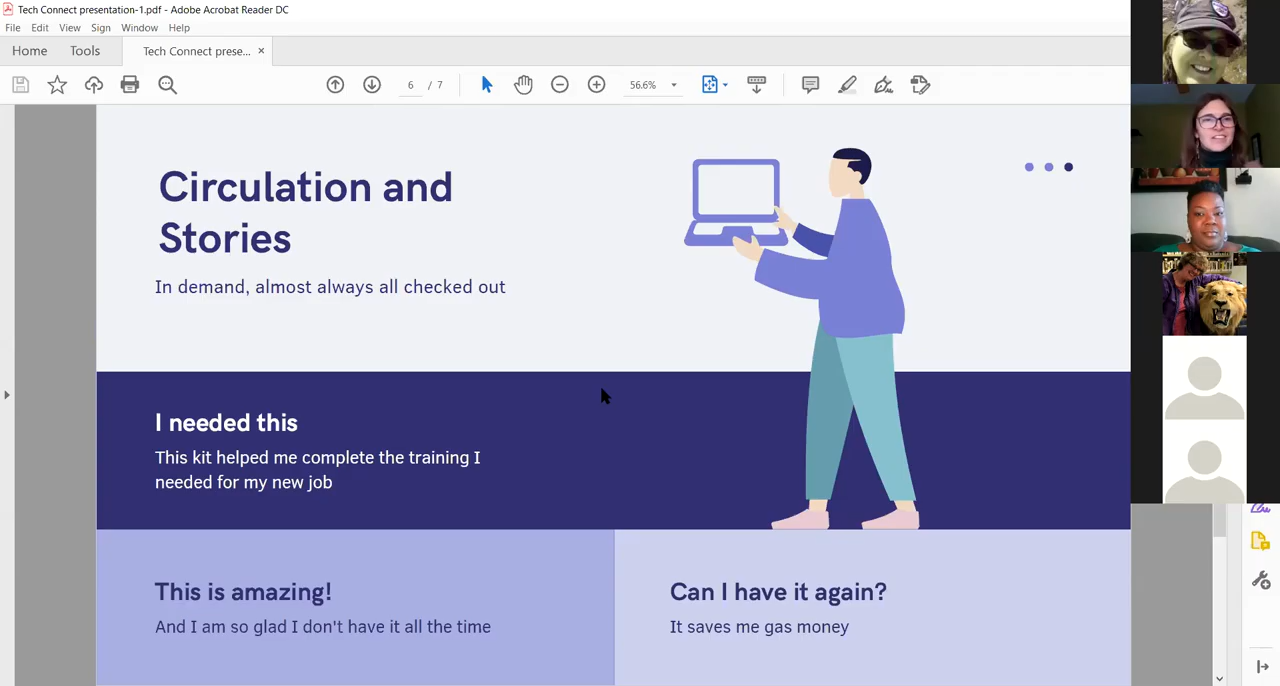 Tech Connect presentation-1.pdf - Adobe Acrobat Reader DC
File Edit View Sign Window Help
Home Tools Tech Connect prese... ×
6 / 7 56.6%
Circulation and
Stories
In demand, almost always all checked out
I needed this
This kit helped me complete the training I
needed for my new job
This is amazing!
And I am so glad I don't have it all the time
Can I have it again?
It saves me gas money